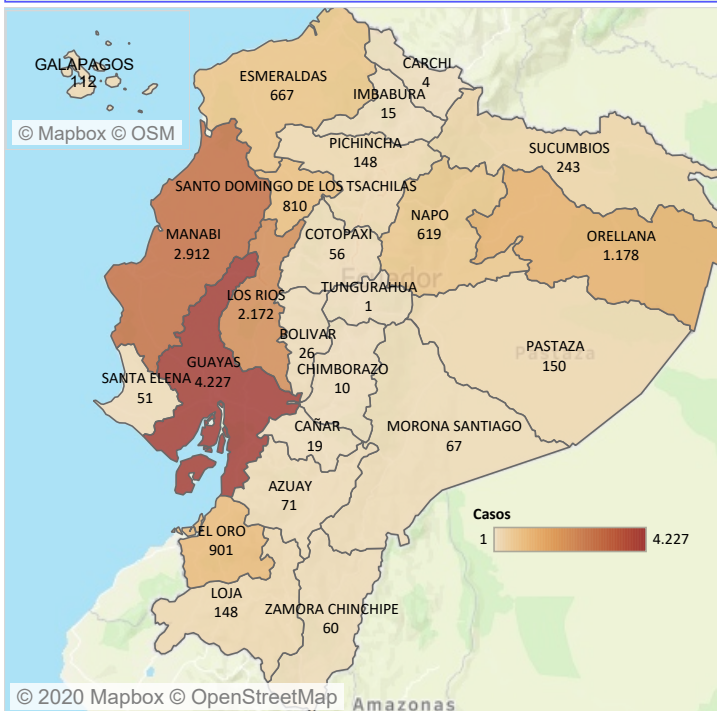 GALAPAGOS
112
© Mapbox © OSM
ESMERALDAS
667
CARCHI
4
IMBABURA
15
PICHINCHA
148
SUCUMBIOS
243
SANTO DOMINGO DE LOS TSACHILAS
810
NAPO
619
MANABI
2.912
COTOPAXI
56
ORELLANA
1.178
Ecuador
TUNGURAHUA
1
LOS RIOS
2.172
BOLIVAR
26
PASTAZA
150
Pastaza
GUAYAS
4.227
CHIMBORAZO
10
SANTA ELENA
51
CAÑAR
19
MORONA SANTIAGO
67
AZUAY
71
Casos
1 4.227
EL ORO
901
LOJA
148
ZAMORA CHINCHIPE
60
© 2020 Mapbox © OpenStreetMap
Amazonas